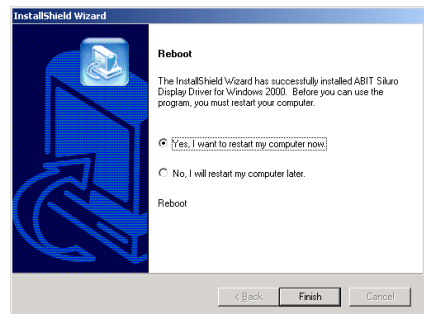 InstallShield Wizard
Reboot
The InstallShield Wizard has successfully installed ABIT Siluro
Display Driver for Windows 2000. Before you can use the
program, you must restart your computer.
Yes, I want to restart my computer now.
No, I will restart my computer later.
Reboot
< Back Finish Cancel